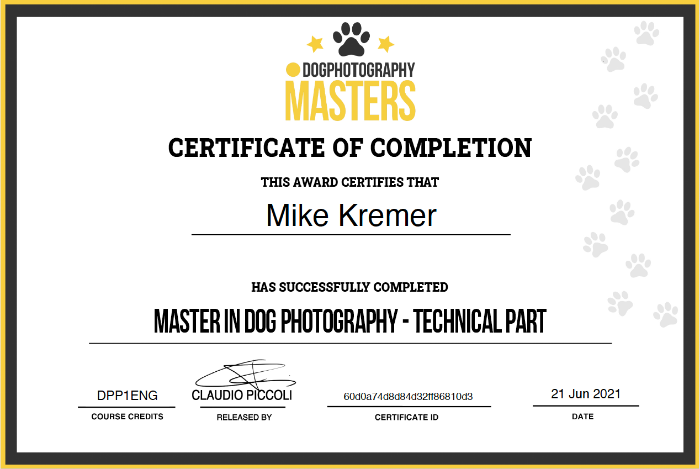 DOGPHOTOGRAPHY
MASTERS
CERTIFICATE OF COMPLETION
THIS AWARD CERTIFIES THAT
Mike Kremer
HAS SUCCESSFULLY COMPLETED
MASTER IN DOG PHOTOGRAPHY - TECHNICAL PART
DPP1ENG
COURSE CREDITS
CLAUDIO PICCOLI
RELEASED BY
60d0a74d8d84d32ff86810d3
CERTIFICATE ID
21 Jun 2021
DATE